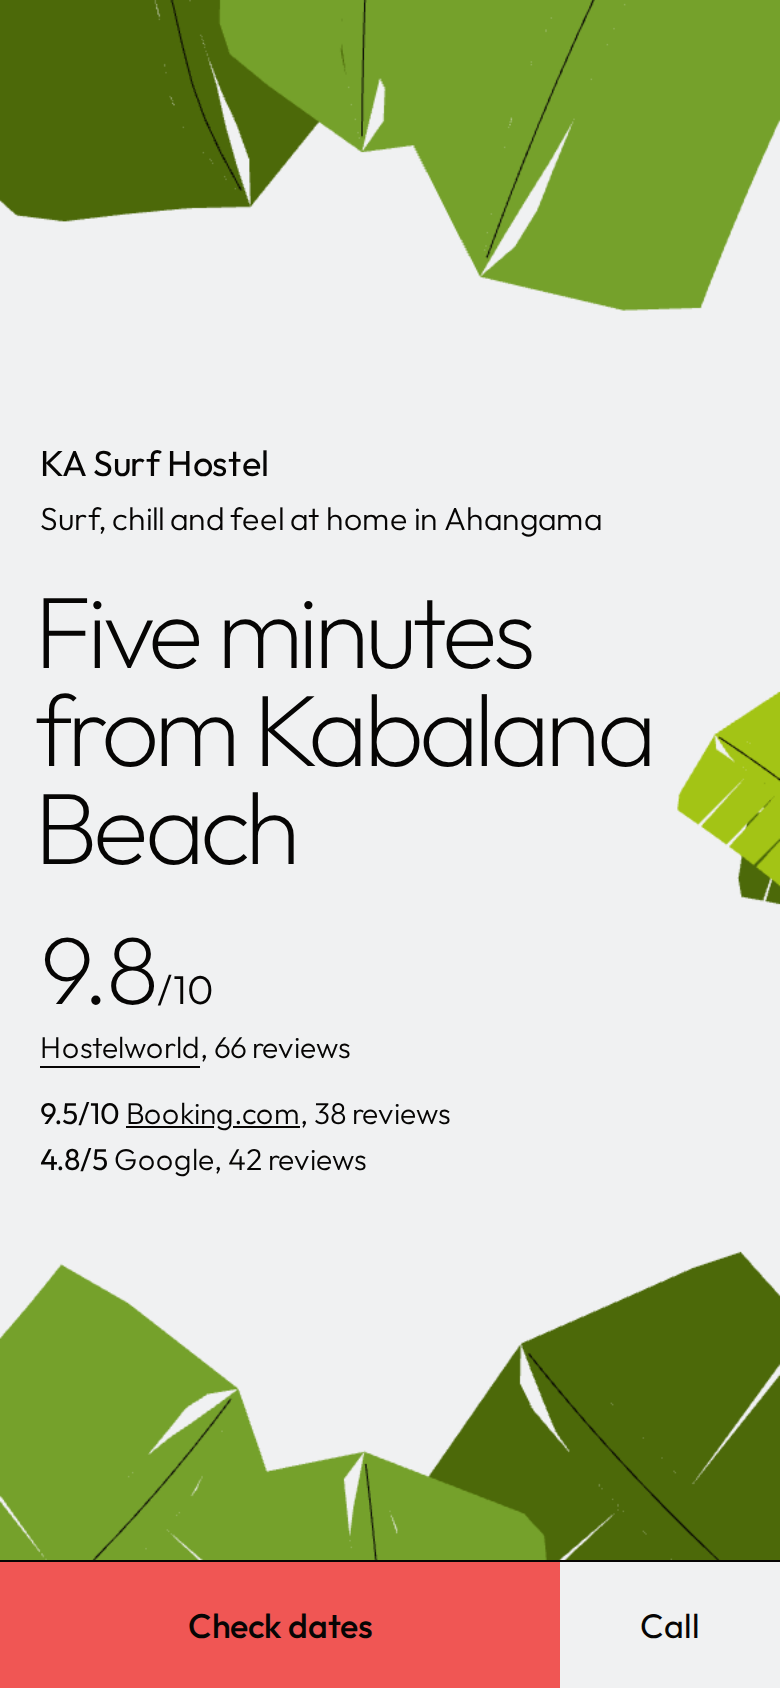 KA Surf Hostel
Surf, chill and feel at home in Ahangama
Five minutes
from Kabalana
Beach
9.8/10
Hostelworld, 66 reviews
9.5/10 Booking.com, 38 reviews
4.8/5 Google, 42 reviews
Check dates
Call